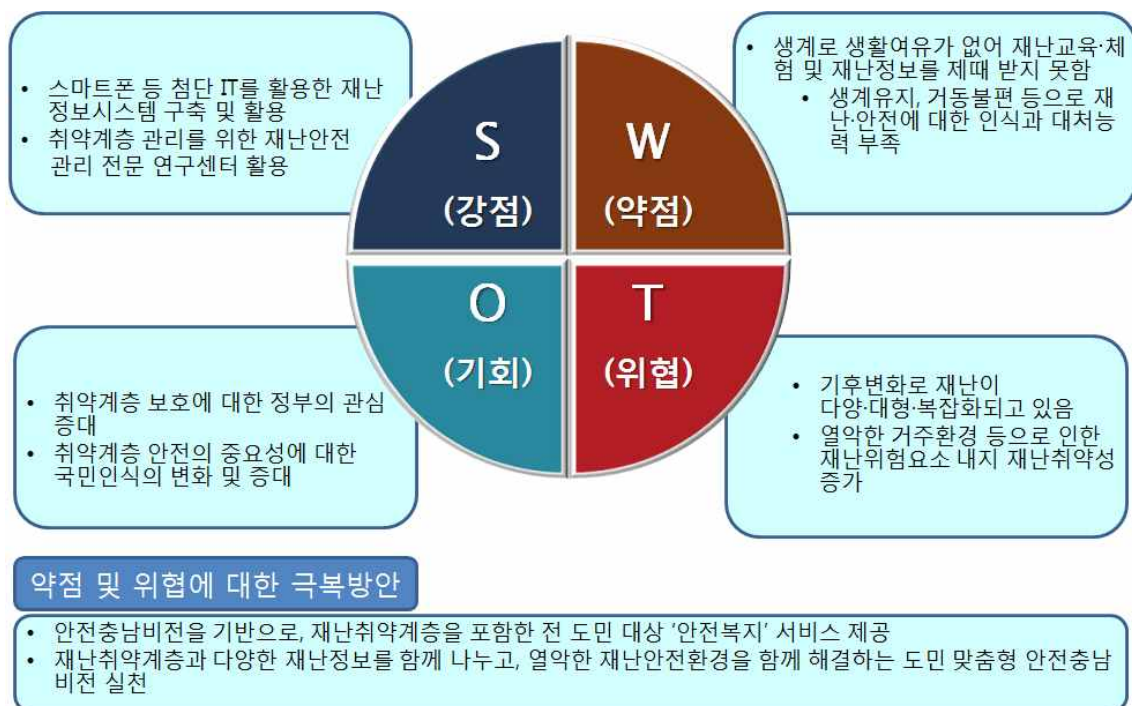 • 스마트폰 등 첨단 IT를 활용한 재난
정보시스템 구축 및 활용
• 취약계층 관리를 위한 재난안전
관리 전문 연구센터 활용
S
(강점)
W
(약점)
• 생계로 생활여유가 없어 재난교육·체
험 및 재난정보를 제때 받지 못함
• 생계유지, 거동불편 등으로 재
난·안전에 대한 인식과 대처능
력 부족
• 취약계층 보호에 대한 정부의 관심
증대
• 취약계층 안전의 중요성에 대한
국민인식의 변화 및 증대
O
(기회)
T
(위협)
• 기후변화로 재난이
다양·대형·복잡화되고 있음
• 열악한 거주환경 등으로 인한
재난위험요소 내지 재난취약성
증가
약점 및 위협에 대한 극복방안
• 안전충남비전을 기반으로, 재난취약계층을 포함한 전 도민 대상 ‘안전복지’ 서비스 제공
• 재난취약계층과 다양한 재난정보를 함께 나누고, 열악한 재난안전환경을 함께 해결하는 도민 맞춤형 안전충남
비전 실천